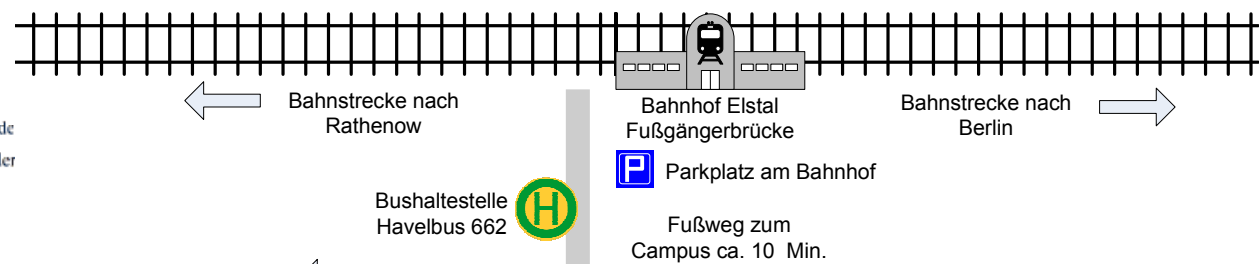 Bahnstrecke nach
Rathenow
Bahnhof Elstal
Fußgängerbrücke
Bahnstrecke nach
Berlin
P
Parkplatz am Bahnhof
Bushaltestelle
Havelbus 662
H
Fußweg zum
Campus ca. 10 Min.